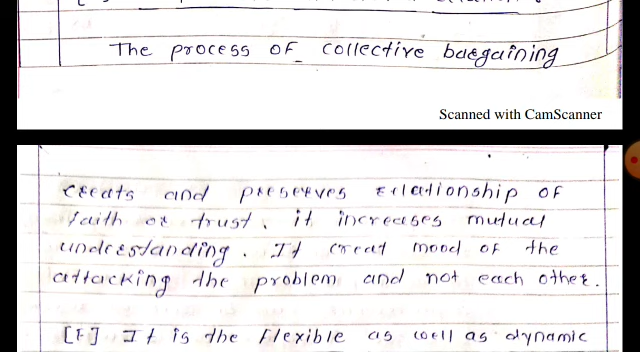 The process of collective baegaining
Scanned with CamScanner
creats and preserves relationship of
faith or trust. it increases mutual
understanding. It creat mood of the
attacking the problem and not each other.
[F] It is the flexible as well as dynamic